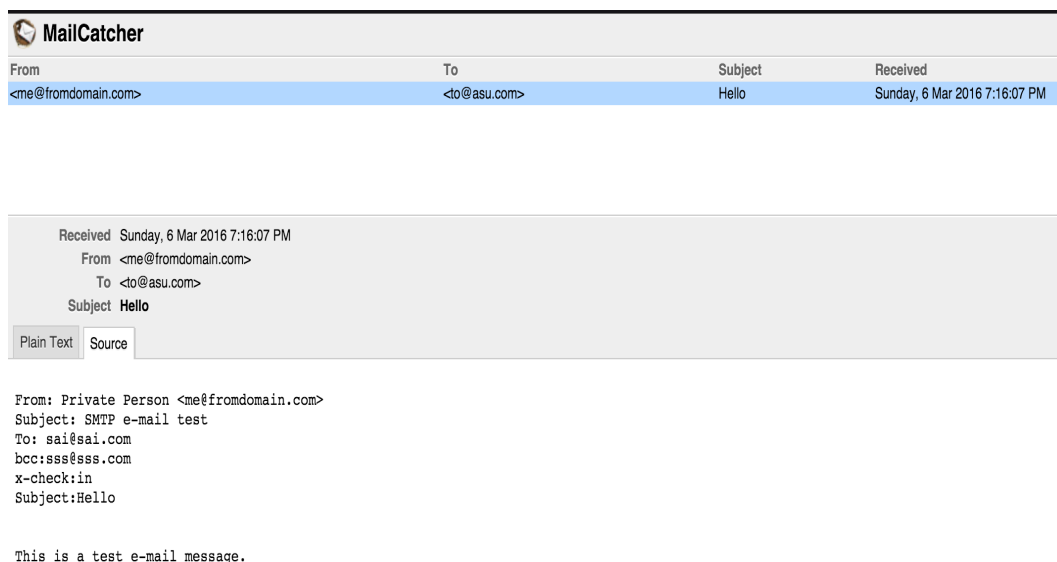 MailCatcher
From To Subject Received
<me@fromdomain.com> <to@asu.com> Hello Sunday, 6 Mar 2016 7:16:07 PM
Received Sunday, 6 Mar 2016 7:16:07 PM
From <me@fromdomain.com>
To <to@asu.com>
Subject Hello
Plain Text Source
From: Private Person <me@fromdomain.com>
Subject: SMTP e-mail test
To: sai@sai.com
bcc:sss@sss.com
x-check:in
Subject:Hello
This is a test e-mail message.